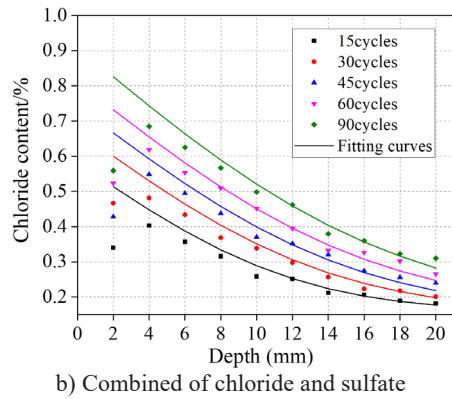 1.0
0.9
0.8
0.7
0.6
0.5
0.4
0.3
0.2
Chloride content/%
15cycles
30cycles
45cycles
60cycles
90cycles
Fitting curves
0 2 4 6 8 10 12 14 16 18 20
Depth (mm)
b) Combined of chloride and sulfate